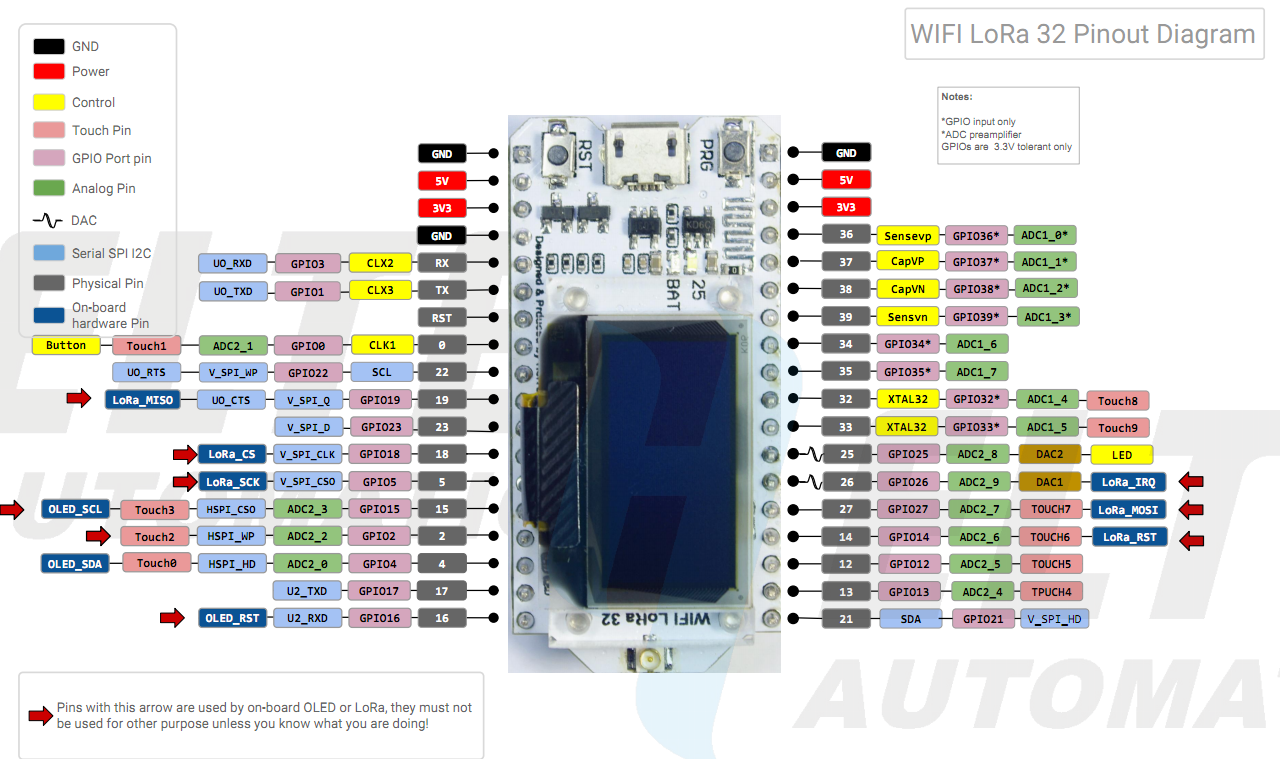 WIFI LoRa 32 Pinout Diagram
GND
Power
Control
Touch Pin
GPIO Port pin
Analog Pin
DAC
Serial SPI I2C
Physical Pin
On-board
hardware Pin
Notes:
*GPIO input only
*ADC preamplifier
GPIOs are 3.3V tolerant only
GND
5V
3V3
GND
UO_RXD GPIO3 CLX2 RX
UO_TXD GPIO1 CLX3 TX
RST
Button Touch1 ADC2_1 GPIO0 CLK1 0
UO_RTS V_SPI_WP GPIO22 SCL 22
LoRa_MISO UO_CTS V_SPI_Q GPIO19 19
V_SPI_D GPIO23 23
LoRa_CS V_SPI_CLK GPIO18 18
LoRa_SCK V_SPI_CSO GPIO5 5
OLED_SCL Touch3 HSPI_CSO ADC2_3 GPIO15 15
Touch2 HSPI_WP ADC2_2 GPIO2 2
OLED_SDA Touch0 HSPI_HD ADC2_0 GPIO4 4
U2_TXD GPIO17 17
OLED_RST U2_RXD GPIO16 16
RST
PRG
BAT
25
WIFI LoRa 32
GND
5V
3V3
36 Sensevp GPIO36* ADC1_0*
37 CapVP GPIO37* ADC1_1*
38 CapVN GPIO38* ADC1_2*
39 Sensvn GPIO39* ADC1_3*
34 GPIO34* ADC1_6
35 GPIO35* ADC1_7
32 XTAL32 GPIO32* ADC1_4 Touch8
33 XTAL32 GPIO33* ADC1_5 Touch9
25 GPIO25 ADC2_8 DAC2 LED
26 GPIO26 ADC2_9 DAC1 LoRa_IRQ
27 GPIO27 ADC2_7 TOUCH7 LoRa_MOSI
14 GPIO14 ADC2_6 TOUCH6 LoRa_RST
12 GPIO12 ADC2_5 TOUCH5
13 GPIO13 ADC2_4 TPUCH4
21 SDA GPIO21 V_SPI_HD
Pins with this arrow are used by on-board OLED or LoRa, they must not
be used for other purpose unless you know what you are doing!